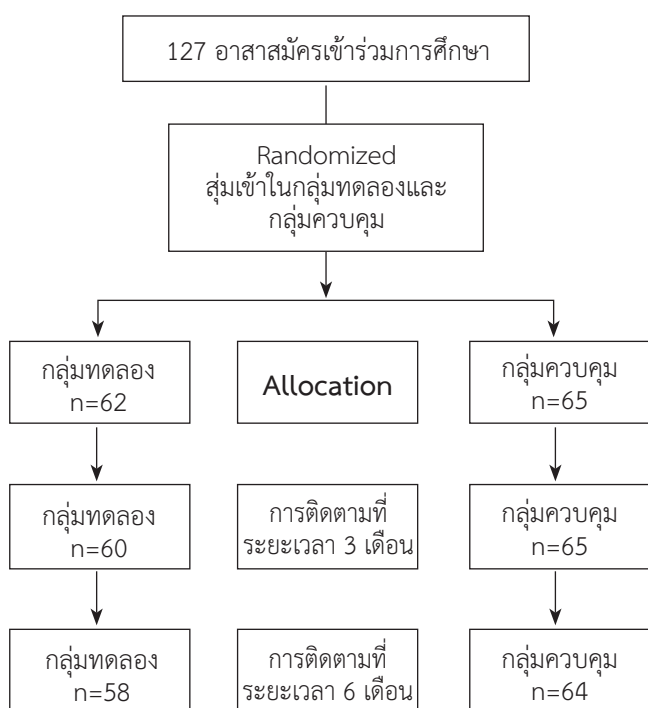 127 อาสาสมัครเข้าร่วมการศึกษา
Randomized
สุ่มเข้าในกลุ่มทดลองและ
กลุ่มควบคุม
กลุ่มทดลอง
n=62
Allocation
กลุ่มควบคุม
n=65
กลุ่มทดลอง
n=60
การติดตามที่
ระยะเวลา 3 เดือน
กลุ่มควบคุม
n=65
กลุ่มทดลอง
n=58
การติดตามที่
ระยะเวลา 6 เดือน
กลุ่มควบคุม
n=64